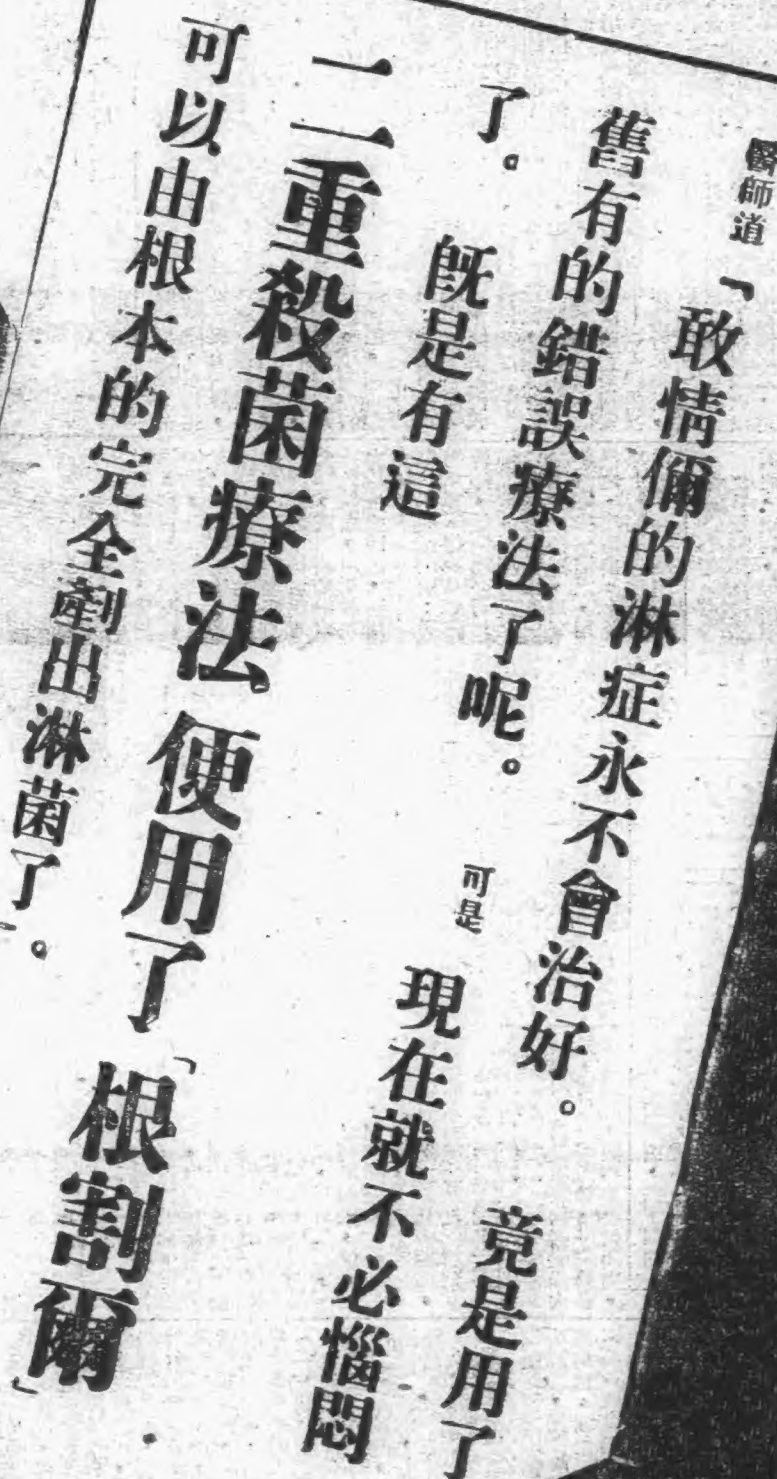 醫師道「敢情儞的淋症永不會治好。竟是用了
舊有的錯誤療法了呢。可是現在就不必惱悶
了。既是有這
二重殺菌療法便用了「根割爾」
可以由根本的完全剷出淋菌了」。